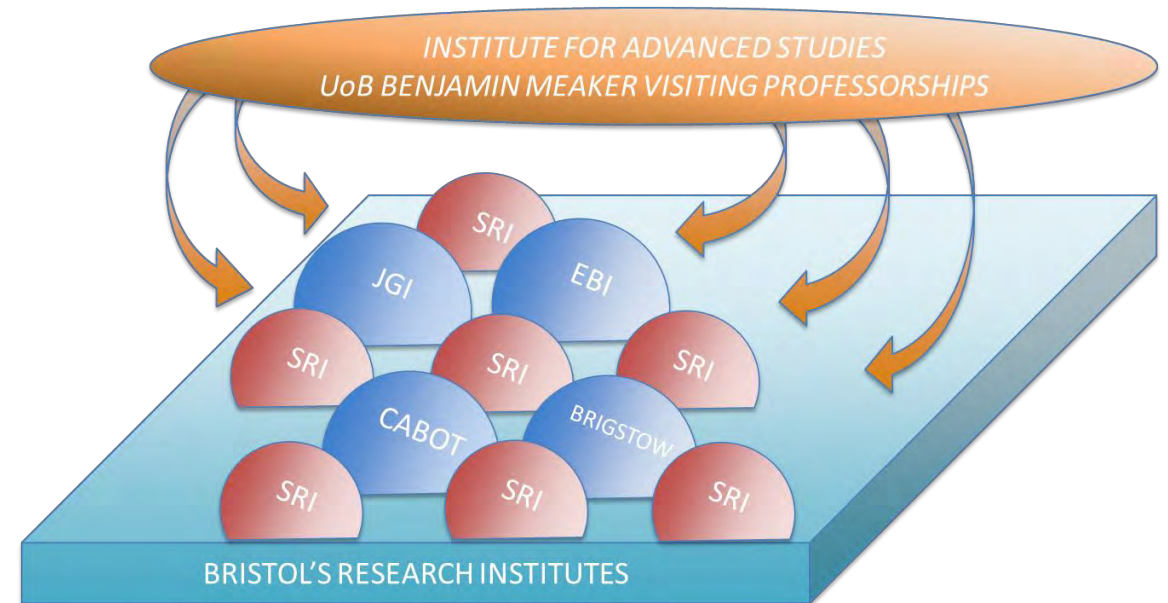 INSTITUTE FOR ADVANCED STUDIES
UoB BENJAMIN MEAKER VISITING PROFESSORSHIPS
SRI
JGI
EBI
SRI
SRI
SRI
CABOT
BRIGSTOW
SRI
SRI
SRI
BRISTOL'S RESEARCH INSTITUTES